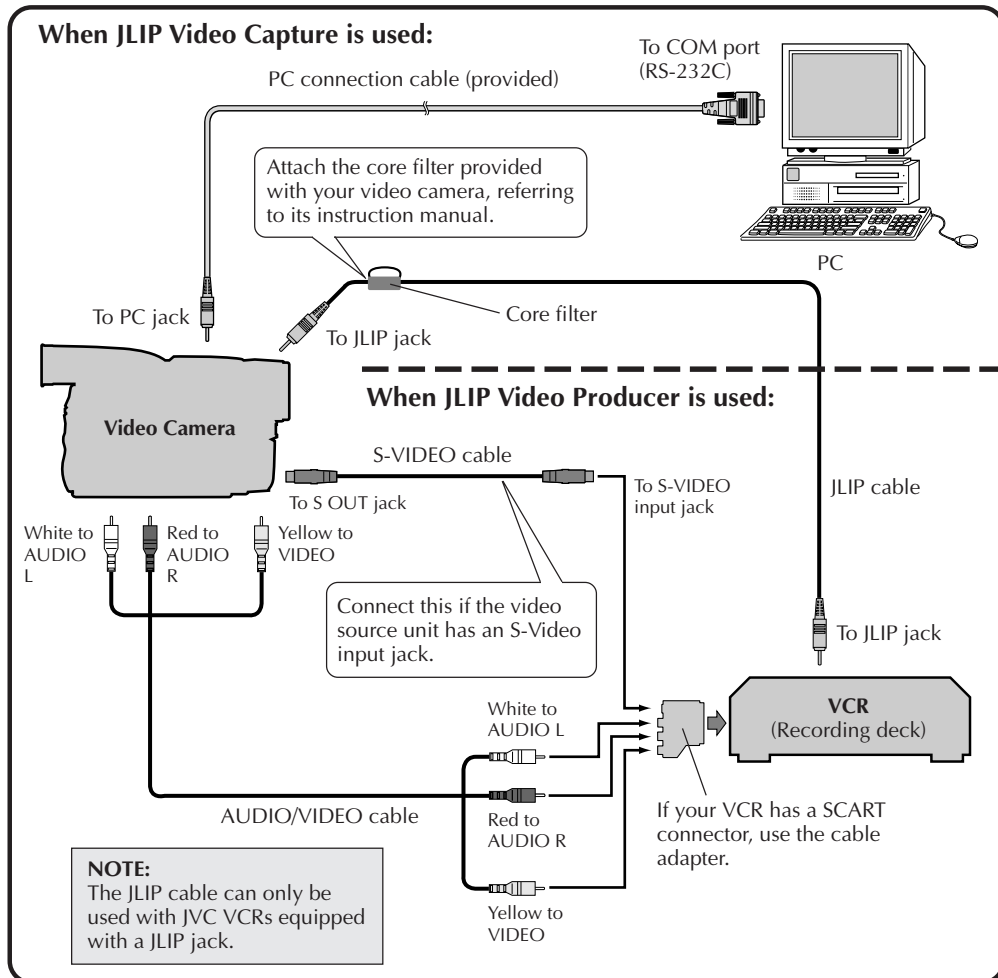 When JLIP Video Capture is used:
To COM port
(RS-232C)
PC connection cable (provided)
Attach the core filter provided
with your video camera, referring
to its instruction manual.
PC
Core filter
To PC jack
To JLIP jack
When JLIP Video Producer is used:
Video Camera
S-VIDEO cable
To S OUT jack
To S-VIDEO
input jack
JLIP cable
White to
AUDIO
L
Red to
AUDIO
R
Yellow to
VIDEO
Connect this if the video
source unit has an S-Video
input jack.
To JLIP jack
VCR
(Recording deck)
White to
AUDIO L
AUDIO/VIDEO cable
Red to
AUDIO R
If your VCR has a SCART
connector, use the cable
adapter.
NOTE:
The JLIP cable can only be
used with JVC VCRs equipped
with a JLIP jack.
Yellow to
VIDEO